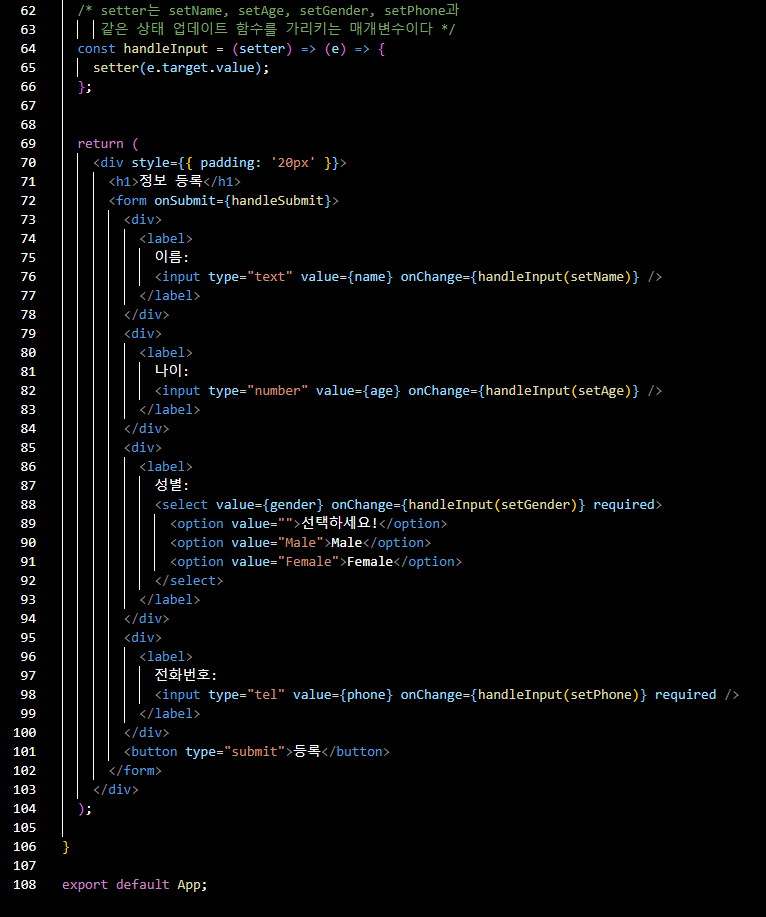 62 /* setter는 setName, setAge, setGender, setPhone과
63 같은 상태 업데이트 함수를 가리키는 매개변수이다 */
64 const handleInput = (setter) => (e) => {
65 setter(e.target.value);
66 };
67
68
69 return (
70 <div style={{ padding: '20px' }}>
71 <h1>정보 등록</h1>
72 <form onSubmit={handleSubmit}>
73 <div>
74 <label>
75 이름:
76 <input type="text" value={name} onChange={handleInput(setName)} />
77 </label>
78 </div>
79 <div>
80 <label>
81 나이:
82 <input type="number" value={age} onChange={handleInput(setAge)} />
83 </label>
84 </div>
85 <div>
86 <label>
87 성별:
88 <select value={gender} onChange={handleInput(setGender)} required>
89 <option value="">선택하세요!</option>
90 <option value="Male">Male</option>
91 <option value="Female">Female</option>
92 </select>
93 </label>
94 </div>
95 <div>
96 <label>
97 전화번호:
98 <input type="tel" value={phone} onChange={handleInput(setPhone)} required />
99 </label>
100 </div>
101 <button type="submit">등록</button>
102 </form>
103 </div>
104 );
105
106 }
107
108 export default App;